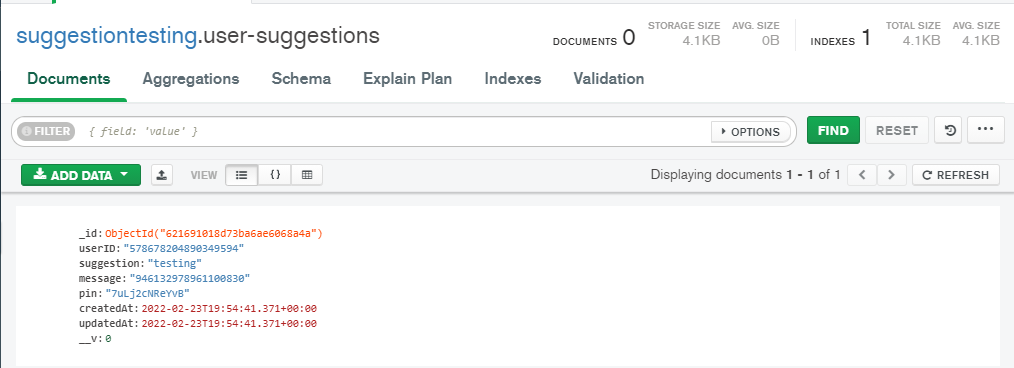 suggestiontesting.user-suggestions
DOCUMENTS 0
STORAGE SIZE 4.1KB
AVG. SIZE 0B
INDEXES 1
TOTAL SIZE 4.1KB
AVG. SIZE 4.1KB
Documents Aggregations Schema Explain Plan Indexes Validation
FILTER { field: 'value' } OPTIONS FIND RESET ...
ADD DATA VIEW {} Displaying documents 1 - 1 of 1 < > REFRESH
_id: ObjectId("621691018d73ba6ae6068a4a")
userID: "578678204890349594"
suggestion: "testing"
message: "946132978961100830"
pin: "7uLj2cNReYvB"
createdAt: 2022-02-23T19:54:41.371+00:00
updatedAt: 2022-02-23T19:54:41.371+00:00
__v: 0